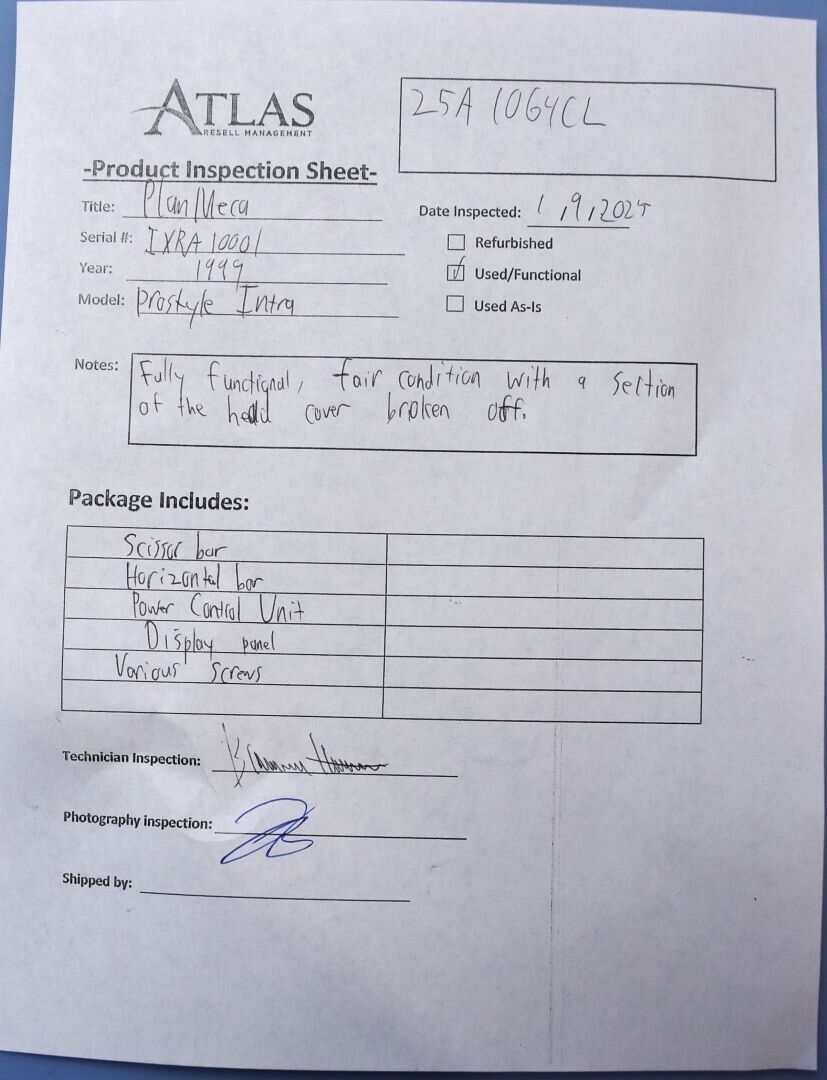 ATLAS
RESELL MANAGEMENT
25A 1064CL
-Product Inspection Sheet-
Title: PlanMeca
Date Inspected: 1,9,2025
Serial #: IXRA10001
Refurbished
Year: 1999
Used/Functional
Model: Prostyle Intra
Used As-Is
Notes: Fully functional, fair condition with a section
of the head cover broken off.
Package Includes:
Scissor bar
Horizontal bar
Power Control Unit
Display panel
Various screws
Technician Inspection:
Photography inspection:
Shipped by: